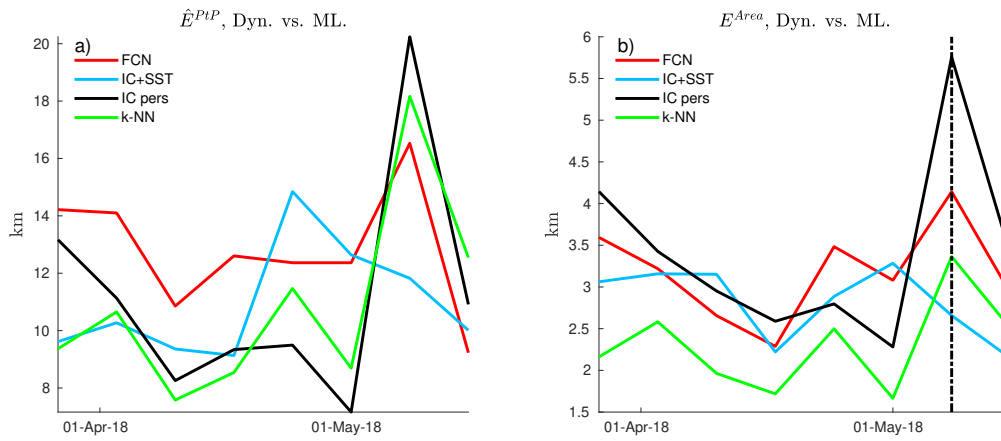 Ê^{PtP}, Dyn. vs. ML.
a)
FCN
IC+SST
IC pers
k-NN
20
18
16
14
12
10
8
km
01-Apr-18
01-May-18
E^{Area}, Dyn. vs. ML.
b)
FCN
IC+SST
IC pers
k-NN
6
5.5
5
4.5
4
3.5
3
2.5
2
1.5
km
01-Apr-18
01-May-18